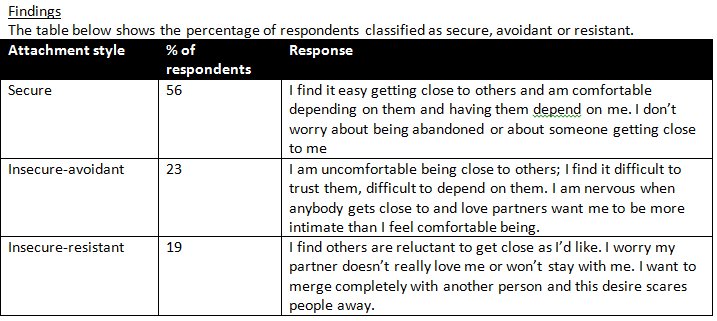 Findings
The table below shows the percentage of respondents classified as secure, avoidant or resistant.
Attachment style % of respondents Response
Secure 56 I find it easy getting close to others and am comfortable
depending on them and having them depend on me. I don't
worry about being abandoned or about someone getting close
to me
Insecure-avoidant 23 I am uncomfortable being close to others; I find it difficult to
trust them, difficult to depend on them. I am nervous when
anybody gets close to and love partners want me to be more
intimate than I feel comfortable being.
Insecure-resistant 19 I find others are reluctant to get close as I'd like. I worry my
partner doesn't really love me or won't stay with me. I want to
merge completely with another person and this desire scares
people away.